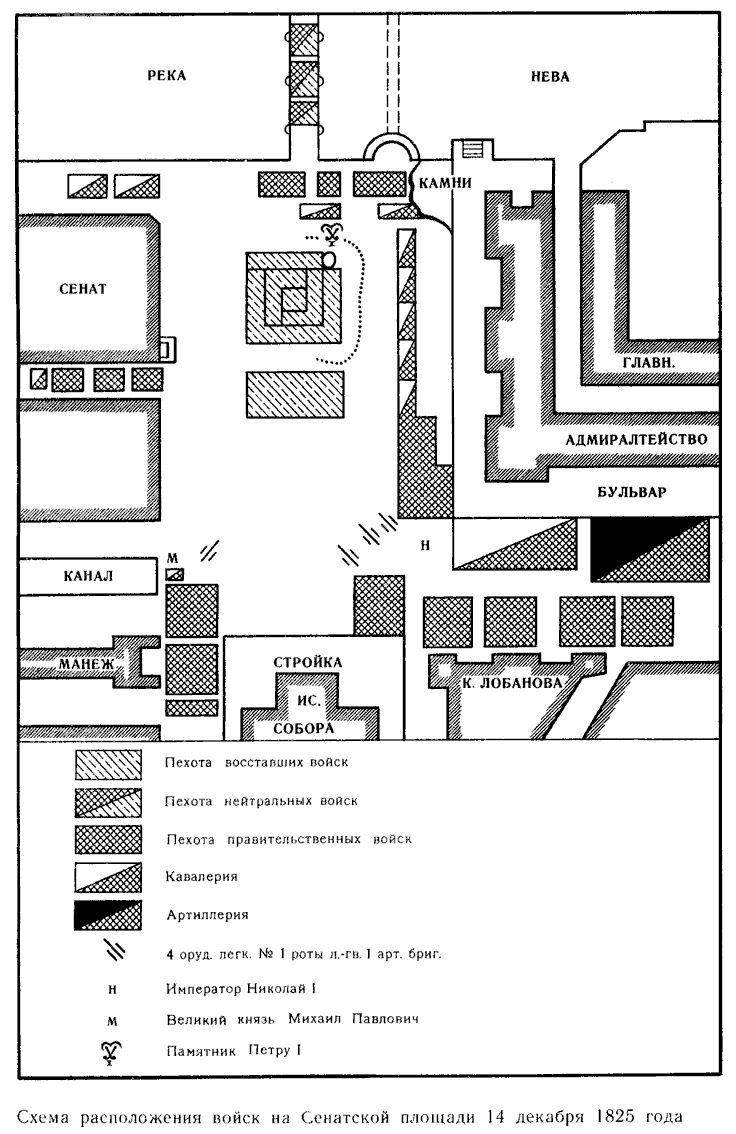 РЕКА
НЕВА
КАМНИ
СЕНАТ
ГЛАВН.
АДМИРАЛТЕЙСТВО
БУЛЬВАР
Н
М
КАНАЛ
МАНЕЖ
СТРОЙКА
ИС.
СОБОРА
К. ЛОБАНОВА
Пехота восставших войск
Пехота нейтральных войск
Пехота правительственных войск
Кавалерия
Артиллерия
4 оруд. легк. № 1 роты л.-гв. 1 арт. бриг.
Н Император Николай I
М Великий князь Михаил Павлович
Памятник Петру I
Схема расположения войск на Сенатской площади 14 декабря 1825 года